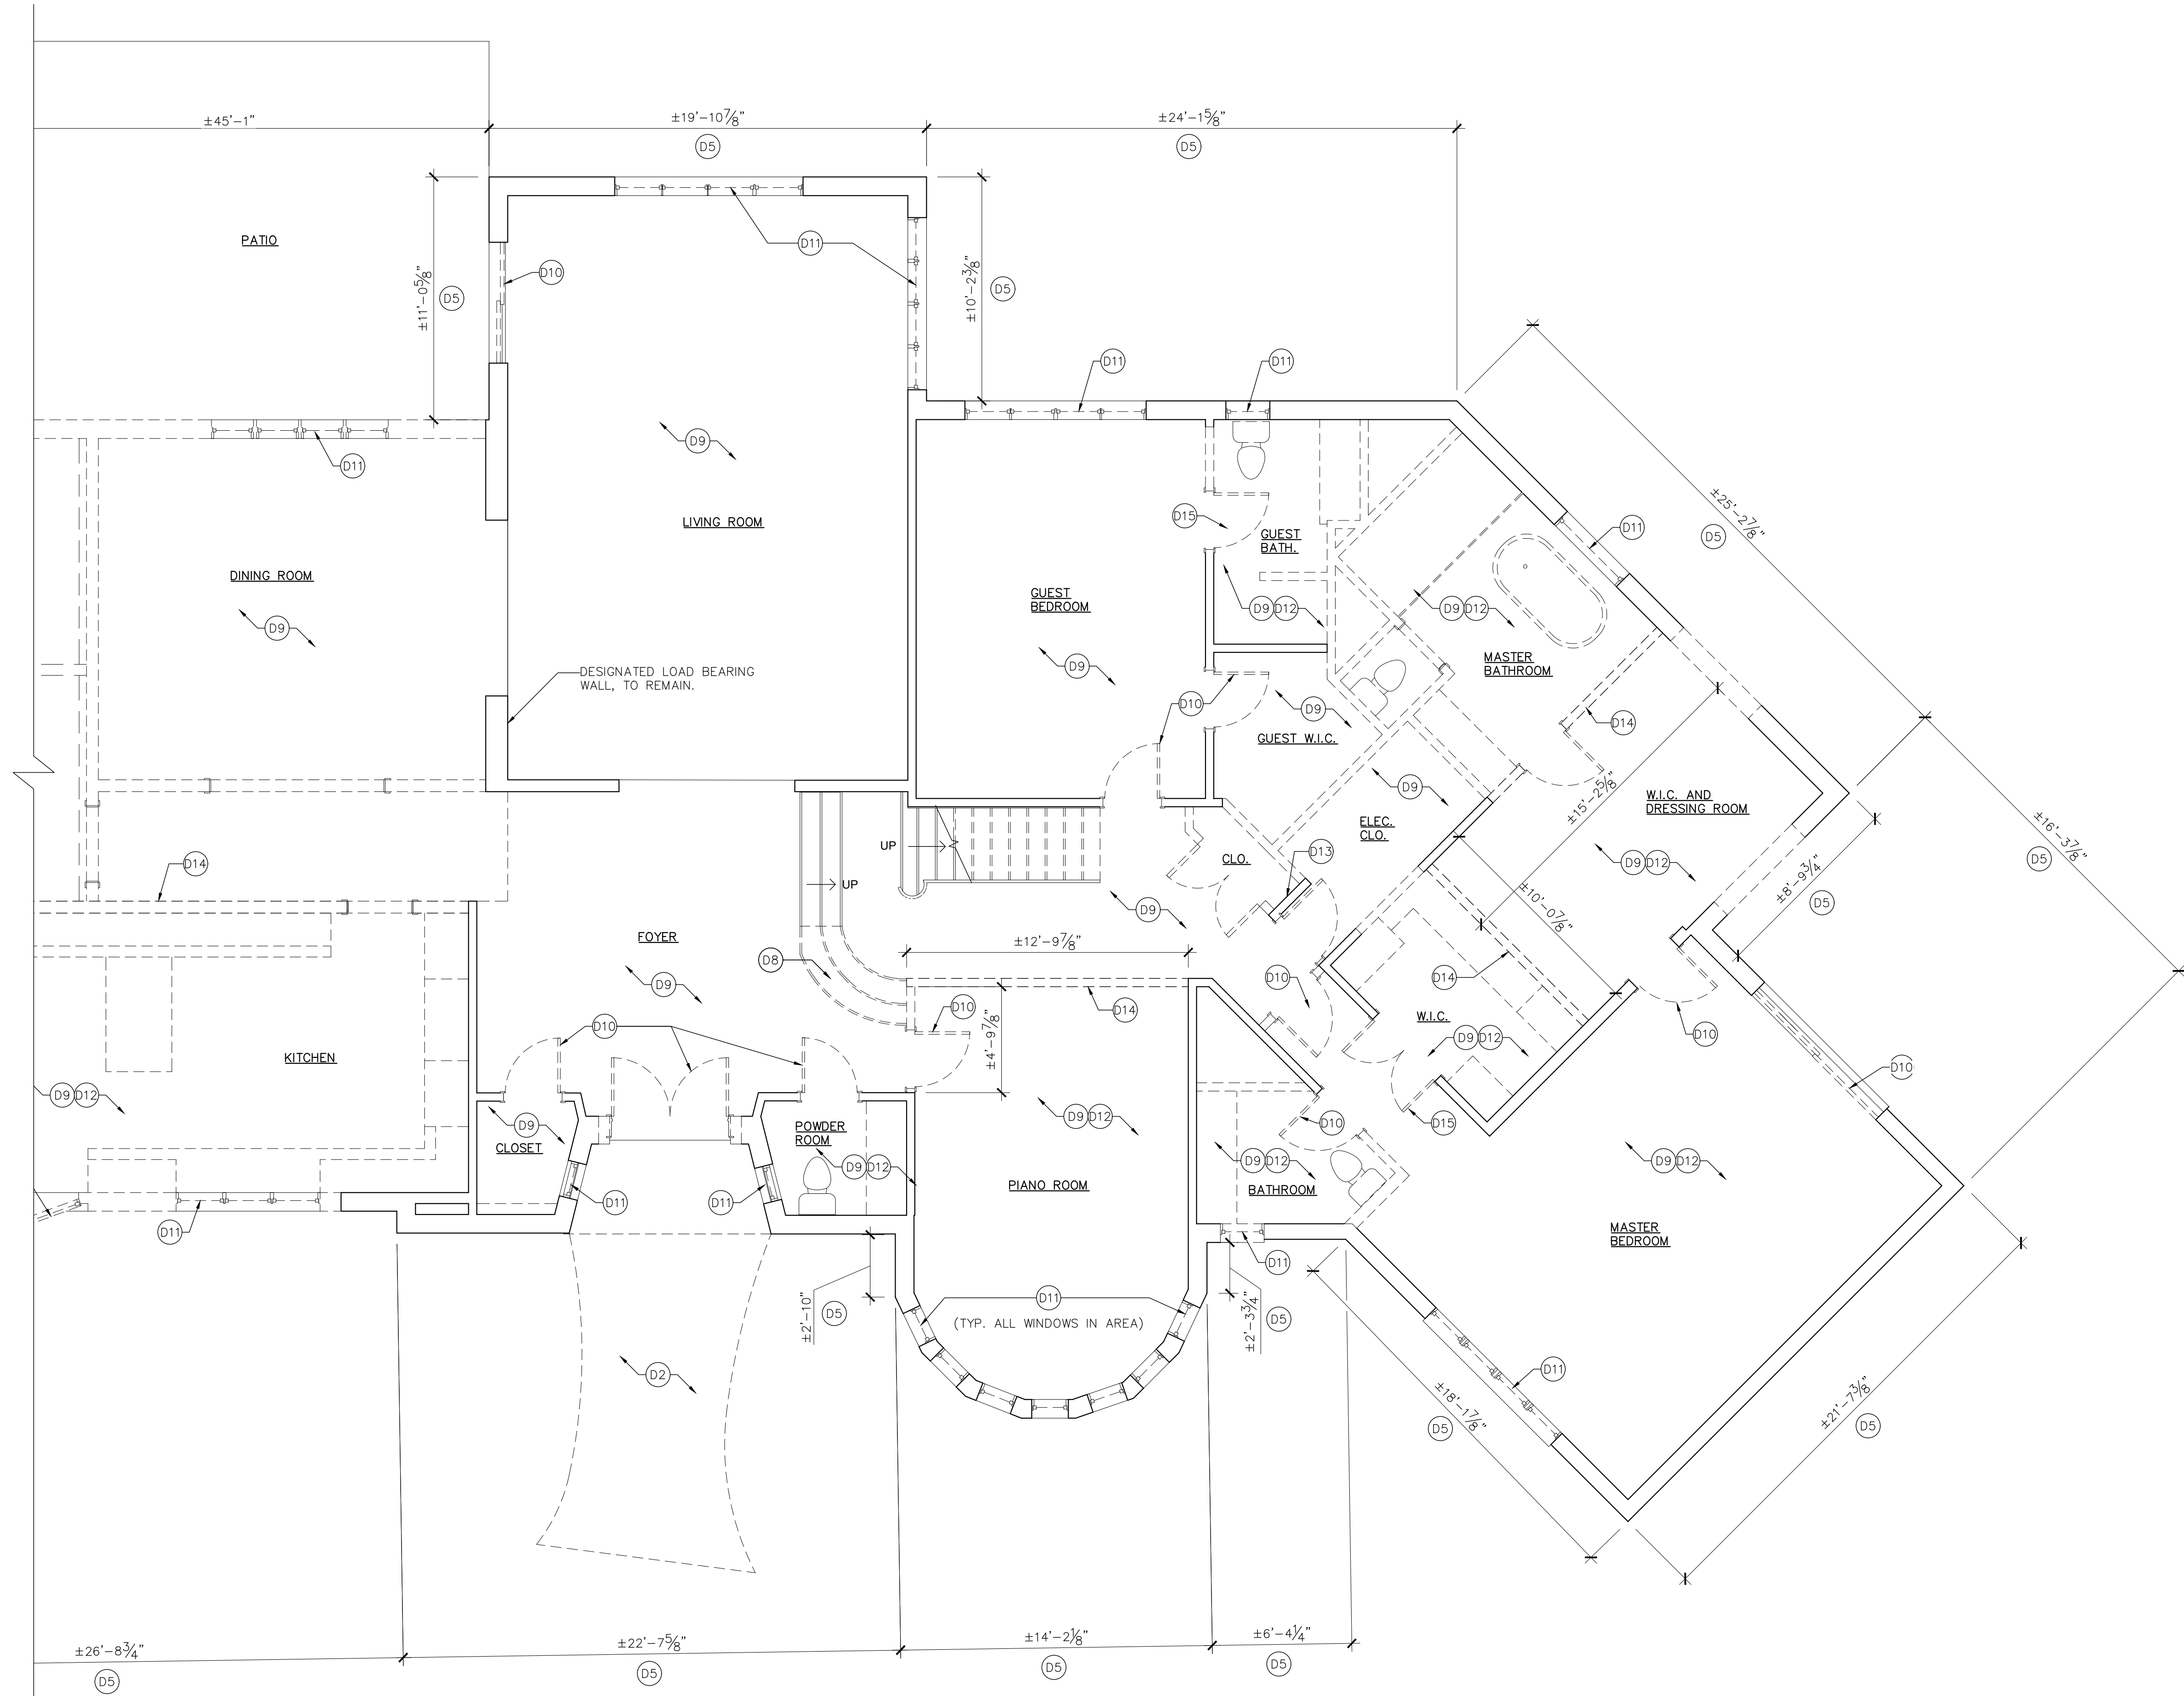 ±45'-1"
±19'-10⅞"
D5
±24'-1⅝"
D5
PATIO
D11
D10
±11'-0⅝"
D5
±10'-2⅜"
D5
D11
D11
D11
D9
D11
LIVING ROOM
D15
GUEST
BATH.
D11
±25'-2⅞"
D5
DINING ROOM
D9
GUEST
BEDROOM
D9
D12
D9
D12
DESIGNATED LOAD BEARING
WALL, TO REMAIN.
D9
MASTER
BATHROOM
D10
D9
D14
GUEST W.I.C.
D9
±15'-2⅝"
W.I.C. AND
DRESSING ROOM
ELEC.
CLO.
±16'-3⅞"
D5
UP
UP
CLO.
D13
D14
D9
D12
±8'-9¾"
D5
±10'-0⅞"
D9
FOYER
±12'-9⅞"
D8
D9
D10
D14
D10
D14
±4'-9⅞"
D10
W.I.C.
D10
KITCHEN
D9
D12
D10
D9
D12
D9
D12
D10
D15
D9
CLOSET
POWDER
ROOM
D9
D12
D9
D12
BATHROOM
D9
D12
PIANO ROOM
D11
D11
D11
MASTER
BEDROOM
D11
±2'-10"
D5
D11
(TYP. ALL WINDOWS IN AREA)
±2'-3¾"
D5
D2
D11
±18'-1⅞"
D5
±21'-7⅜"
D5
±26'-8¾"
D5
±22'-7⅝"
D5
±14'-2⅛"
D5
±6'-4¼"
D5